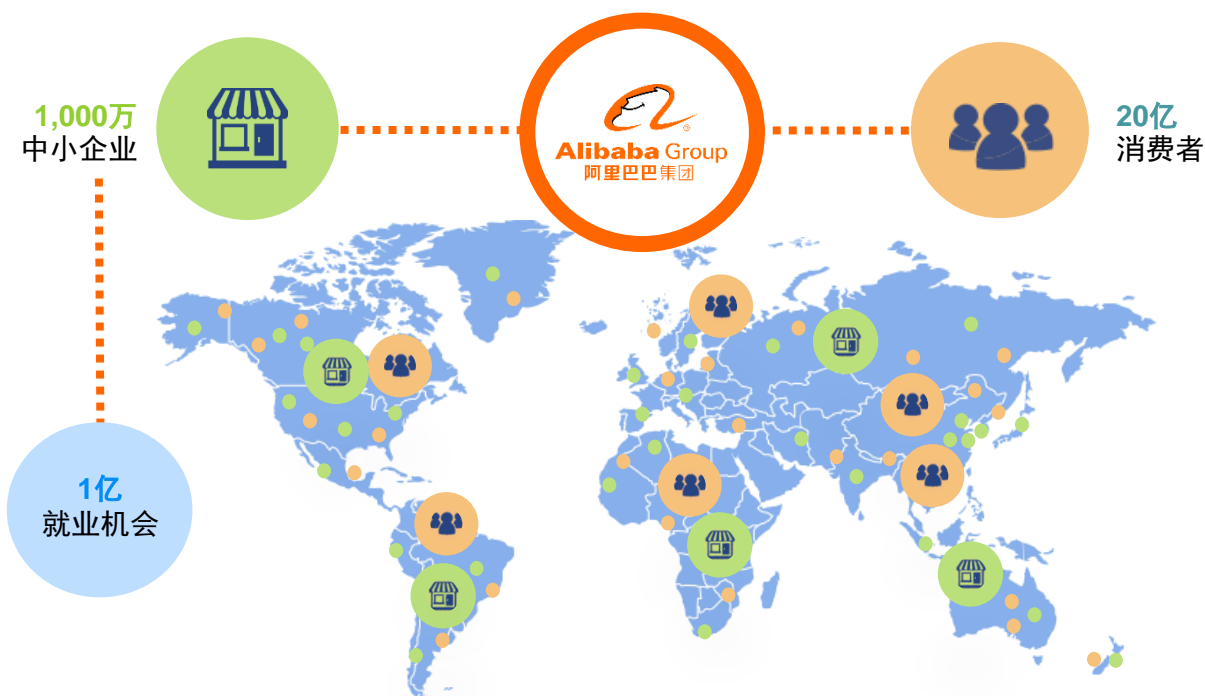 1,000万
中小企业
Alibaba Group
阿里巴巴集团
20亿
消费者
1亿
就业机会